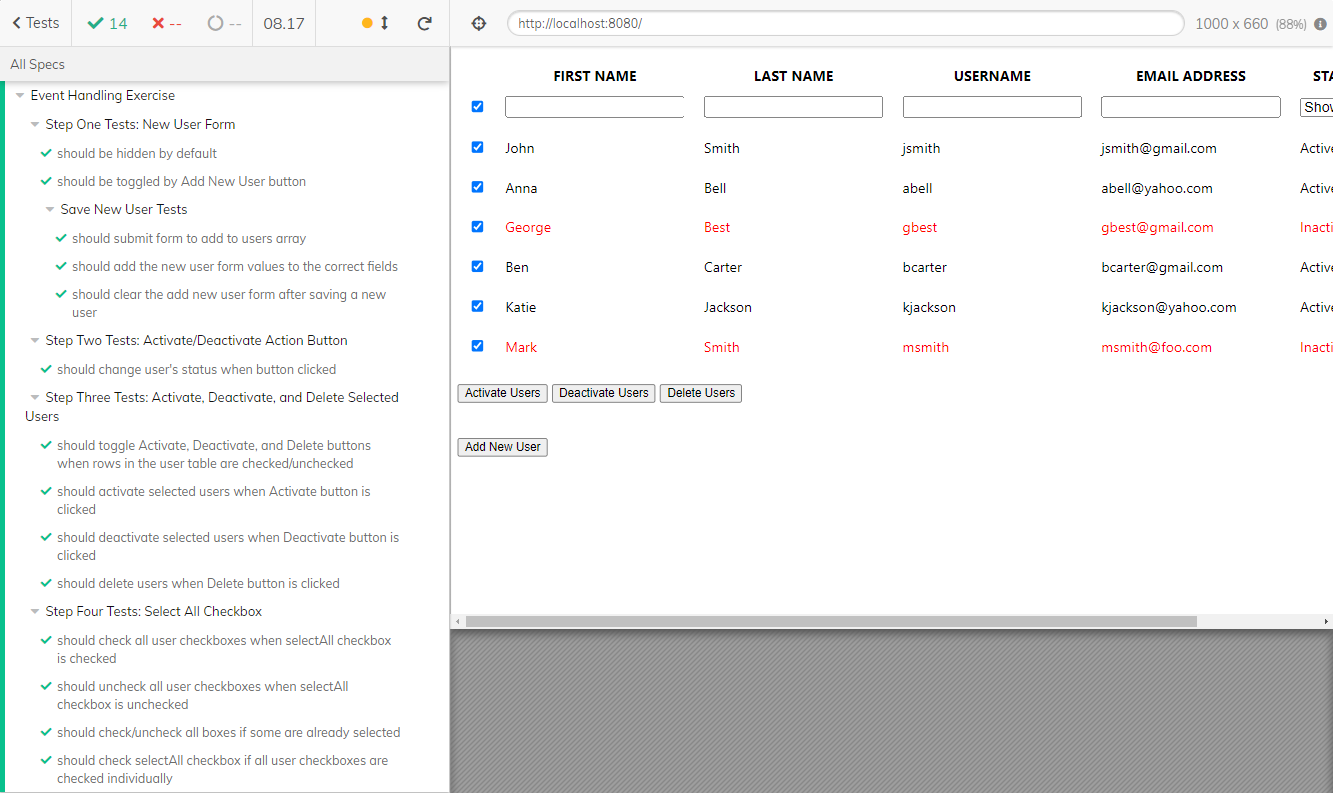 Tests 14 -- -- 08.17
http://localhost:8080/ 1000 x 660 (88%)
All Specs
Event Handling Exercise
Step One Tests: New User Form
should be hidden by default
should be toggled by Add New User button
Save New User Tests
should submit form to add to users array
should add the new user form values to the correct fields
should clear the add new user form after saving a new
user
Step Two Tests: Activate/Deactivate Action Button
should change user's status when button clicked
Step Three Tests: Activate, Deactivate, and Delete Selected
Users
should toggle Activate, Deactivate, and Delete buttons
when rows in the user table are checked/unchecked
should activate selected users when Activate button is
clicked
should deactivate selected users when Deactivate button is
clicked
should delete users when Delete button is clicked
Step Four Tests: Select All Checkbox
should check all user checkboxes when selectAll checkbox
is checked
should uncheck all user checkboxes when selectAll
checkbox is unchecked
should check/uncheck all boxes if some are already selected
should check selectAll checkbox if all user checkboxes are
checked individually
FIRST NAME LAST NAME USERNAME EMAIL ADDRESS STA
Show
John Smith jsmith jsmith@gmail.com Active
Anna Bell abell abell@yahoo.com Active
George Best gbest gbest@gmail.com Inacti
Ben Carter bcarter bcarter@gmail.com Active
Katie Jackson kjackson kjackson@yahoo.com Active
Mark Smith msmith msmith@foo.com Inacti
Activate Users Deactivate Users Delete Users
Add New User